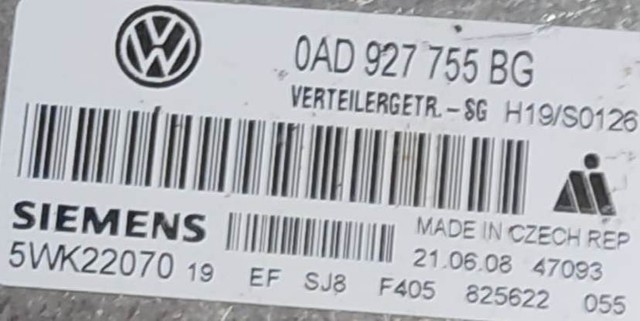 0AD 927 755 BG
VERTEILERGETR.-SG H19/S0126
SIEMENS
MADE IN CZECH REP
5WK22070 19
21.06.08 47093
EF SJ8 F405 825622 055